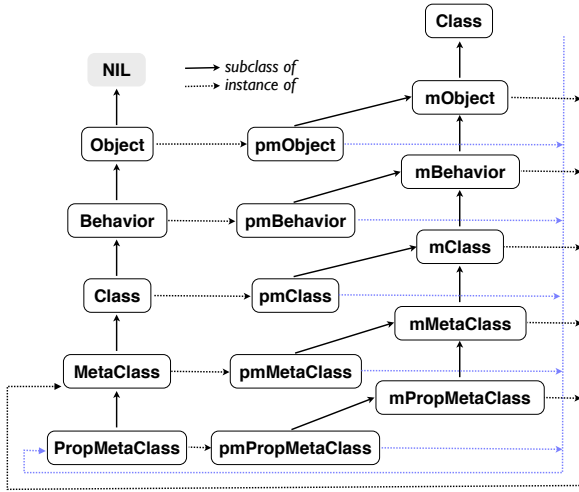 Class
NIL
subclass of
instance of
mObject
Object
pmObject
mBehavior
Behavior
pmBehavior
mClass
Class
pmClass
mMetaClass
MetaClass
pmMetaClass
mPropMetaClass
PropMetaClass
pmPropMetaClass